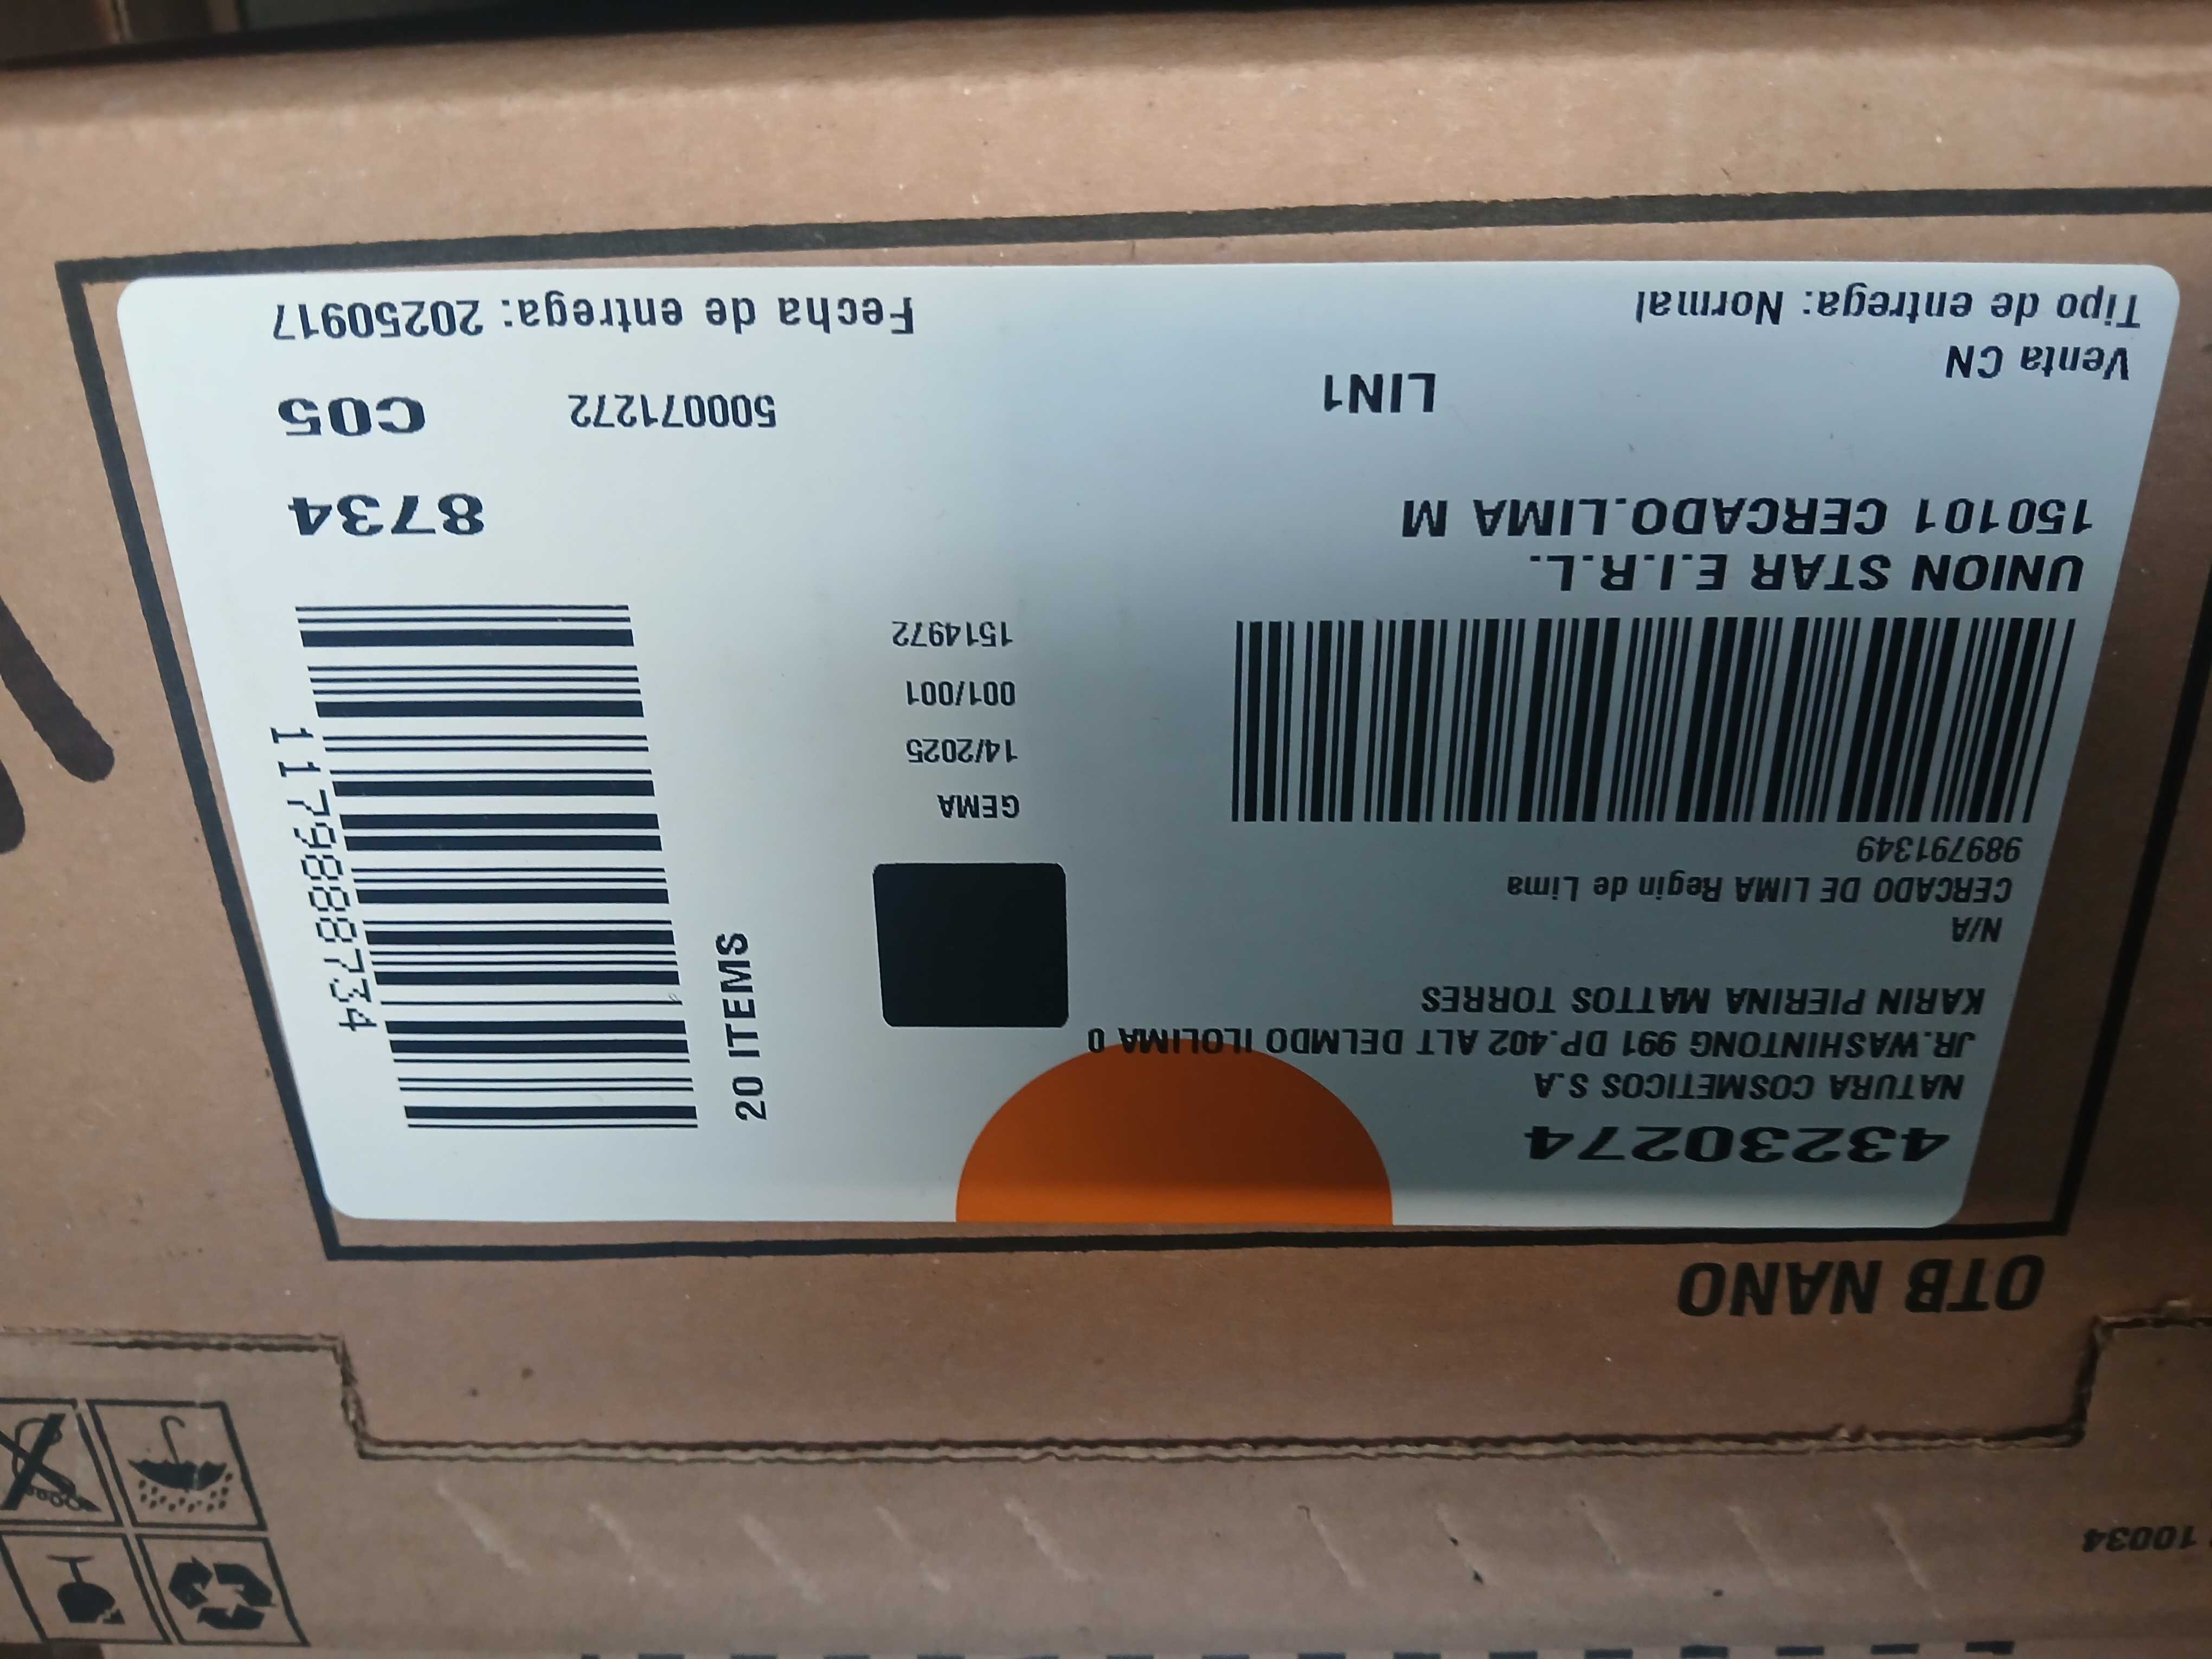 OTB NANO
43230274
NATURA COSMETICOS S.A
JR.WASHINTONG 991 DP.402 ALT DELMDO ILOLIMA 0
KARIN PIERINA MATTOS TORRES
N/A
CERCADO DE LIMA Regin de Lima
989791349
UNION STAR E.I.R.L.
150101 CERCADO.LIMA M
LIN1
Venta CN
Tipo de entrega: Normal
GEMA
14/2025
001/001
1514972
20 ITEMS
1179888734
8734
500071272
C05
Fecha de entrega: 20250917
10034